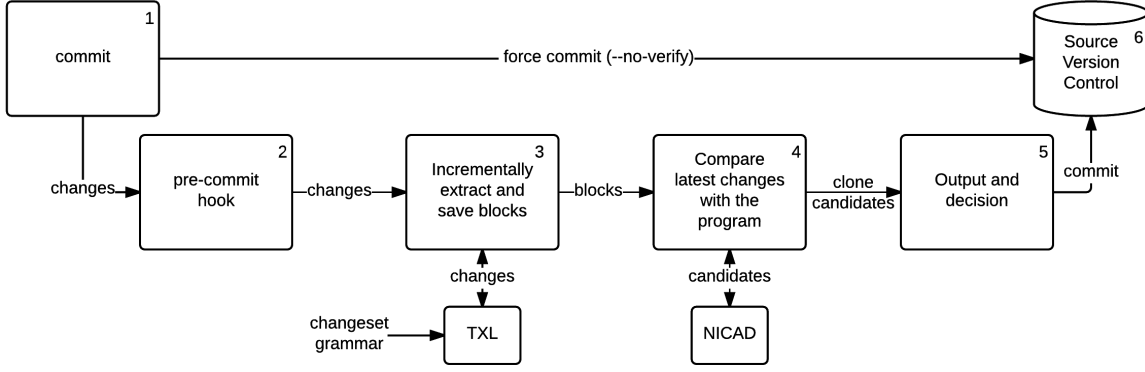 1
commit
force commit (--no-verify)
6
Source
Version
Control
changes
2
pre-commit
hook
changes
3
Incrementally
extract and
save blocks
blocks
4
Compare
latest changes
with the
program
clone
candidates
5
Output and
decision
commit
changes
candidates
changeset
grammar
TXL
NICAD